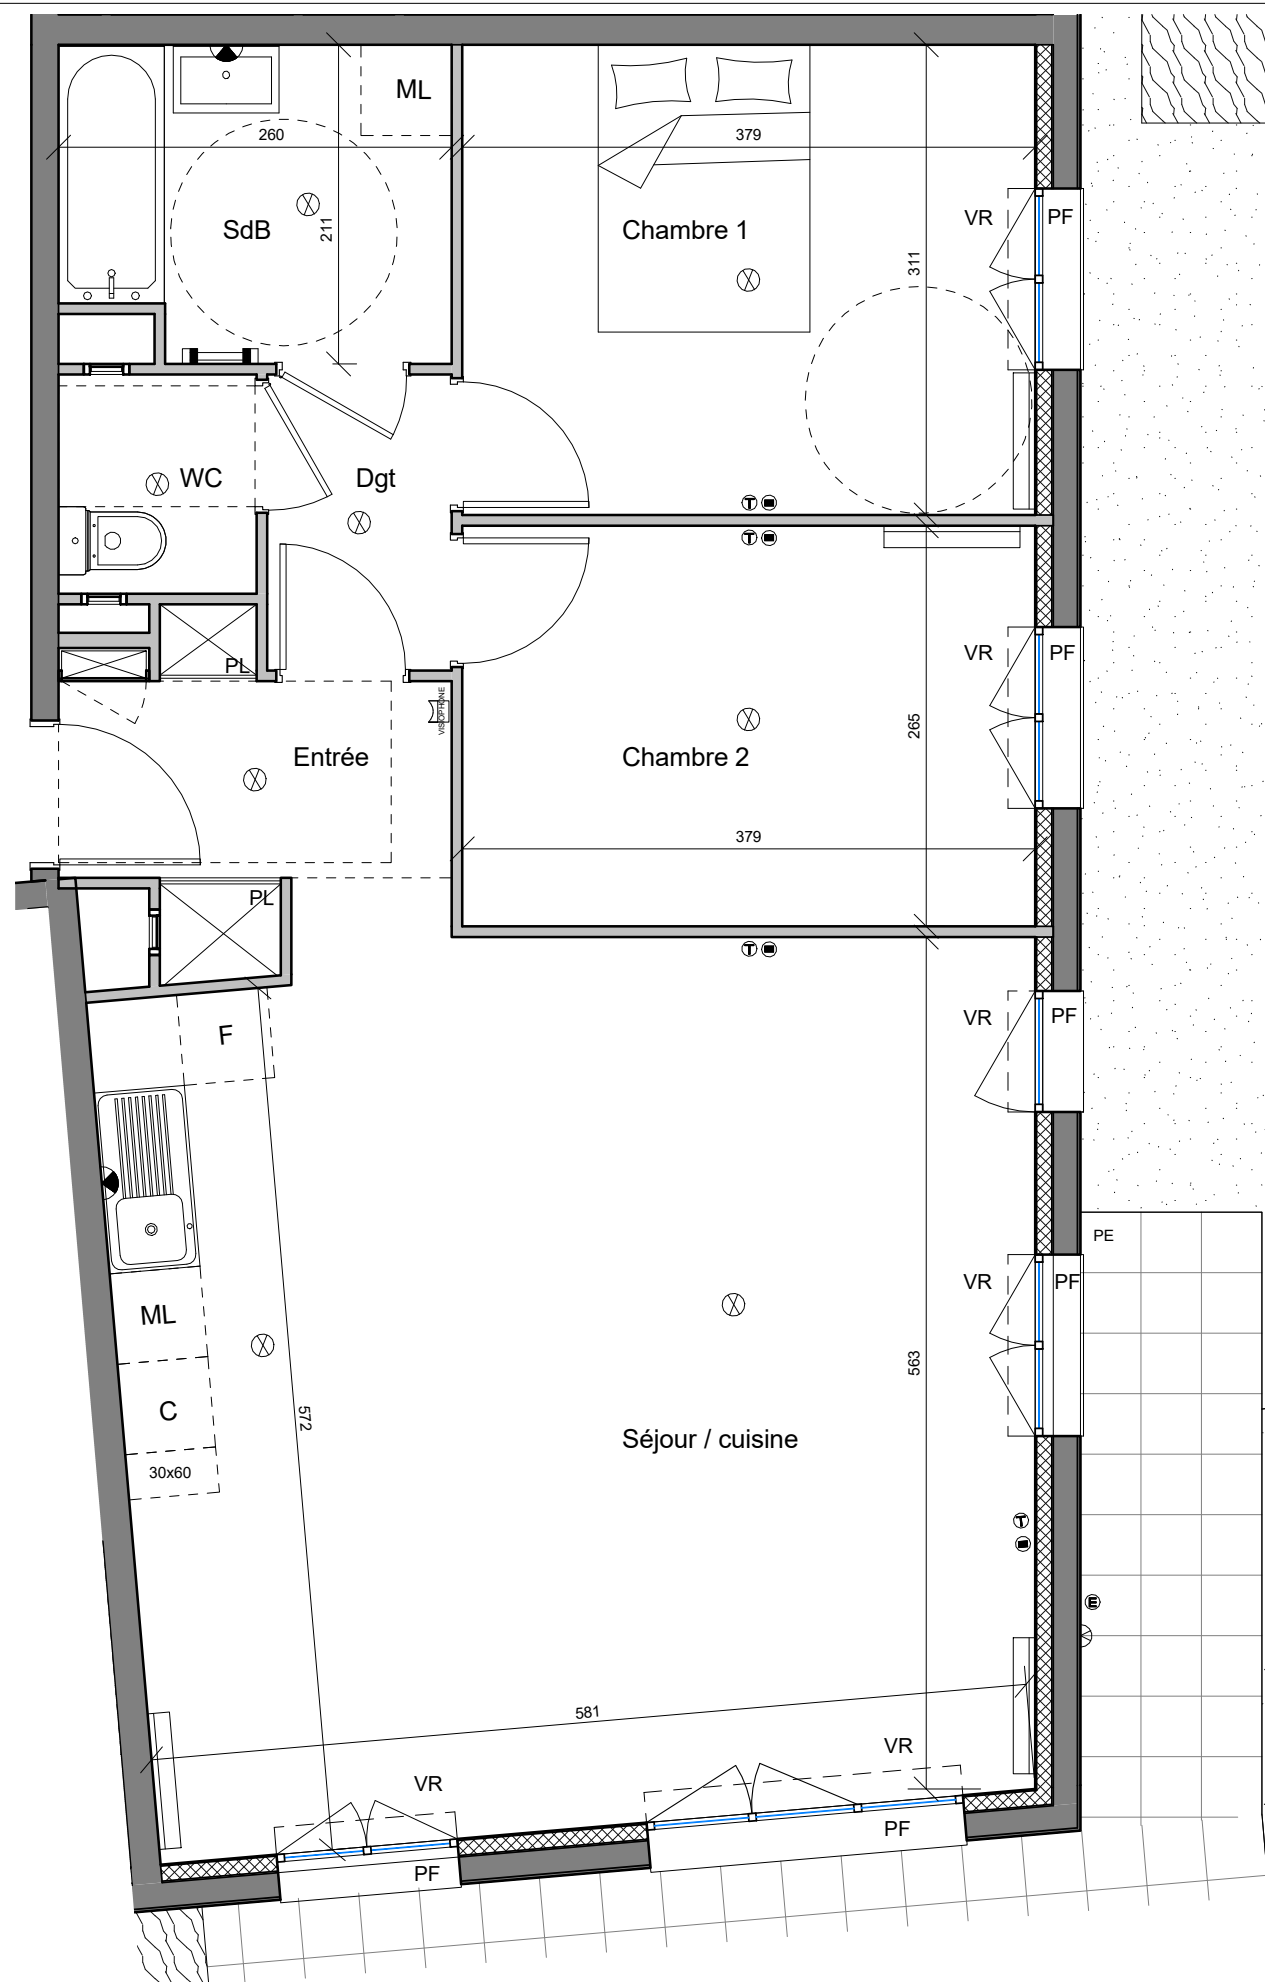 ML
260
379
SdB
211
Chambre 1
311
VR
PF
WC
Dgt
T
T
PL
VISIOPHONE
VR
PF
Entrée
Chambre 2
265
379
PL
T
F
VR
PF
PE
ML
VR
PF
C
572
563
30x60
Séjour / cuisine
T
E
581
VR
VR
PF
PF